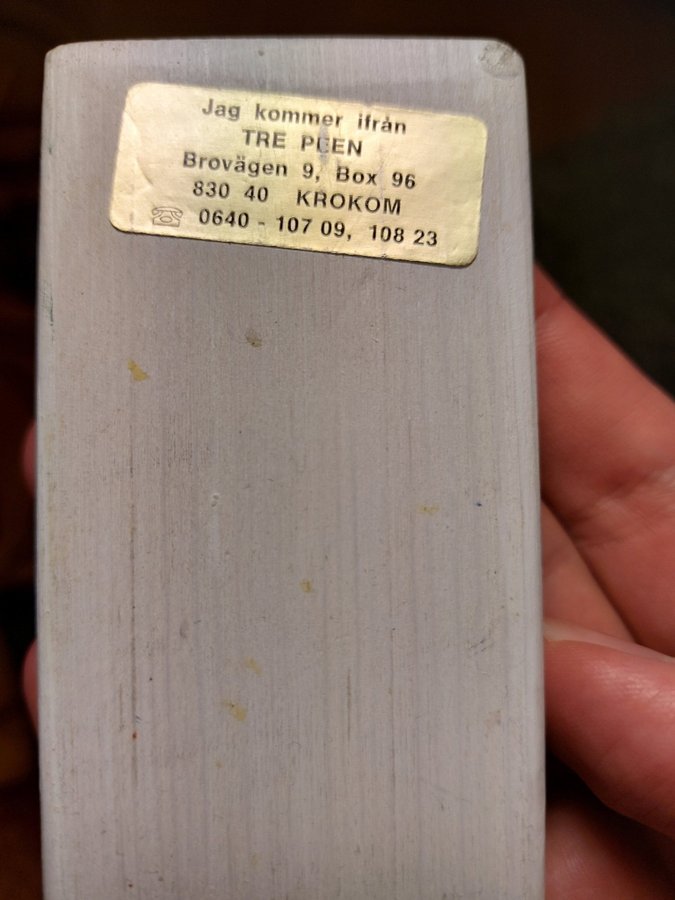 Jag kommer ifrån
TRE PEEN
Brovägen 9, Box 96
830 40 KROKOM
0640 - 107 09, 108 23